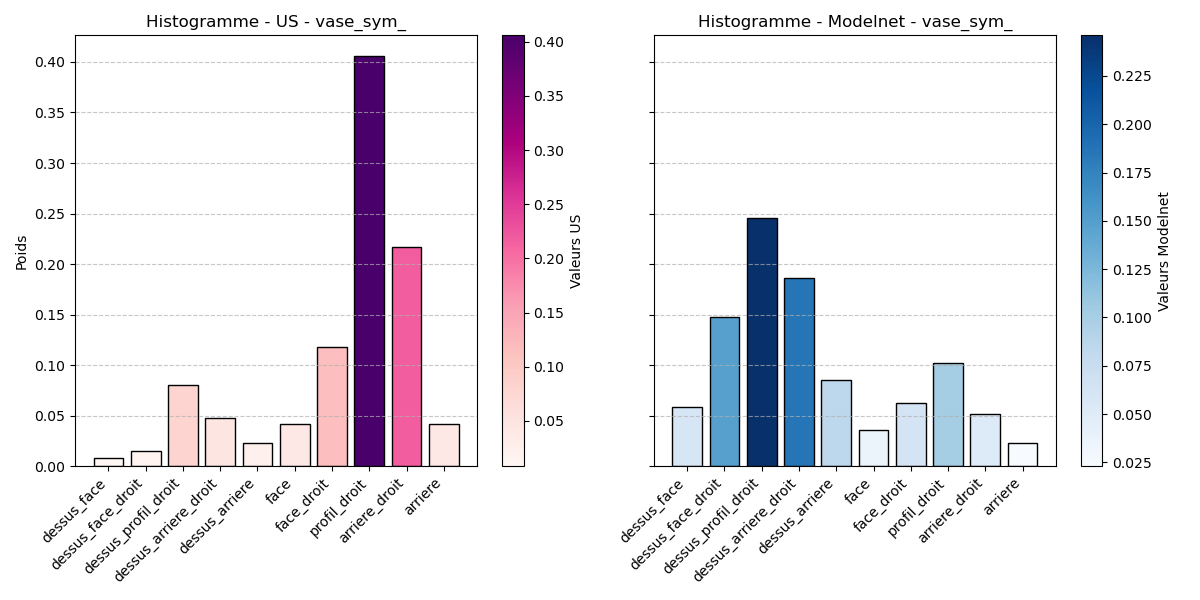 Histogramme - US - vase_sym_
Poids
0.00
0.05
0.10
0.15
0.20
0.25
0.30
0.35
0.40
dessus_face
dessus_face_droit
dessus_profil_droit
dessus_arriere_droit
dessus_arriere
face
face_droit
profil_droit
arriere_droit
arriere
0.40
0.35
0.30
0.25
0.20
0.15
0.10
0.05
Valeurs US
Histogramme - Modelnet - vase_sym_
dessus_face
dessus_face_droit
dessus_profil_droit
dessus_arriere_droit
dessus_arriere
face
face_droit
profil_droit
arriere_droit
arriere
0.225
0.200
0.175
0.150
0.125
0.100
0.075
0.050
0.025
Valeurs Modelnet